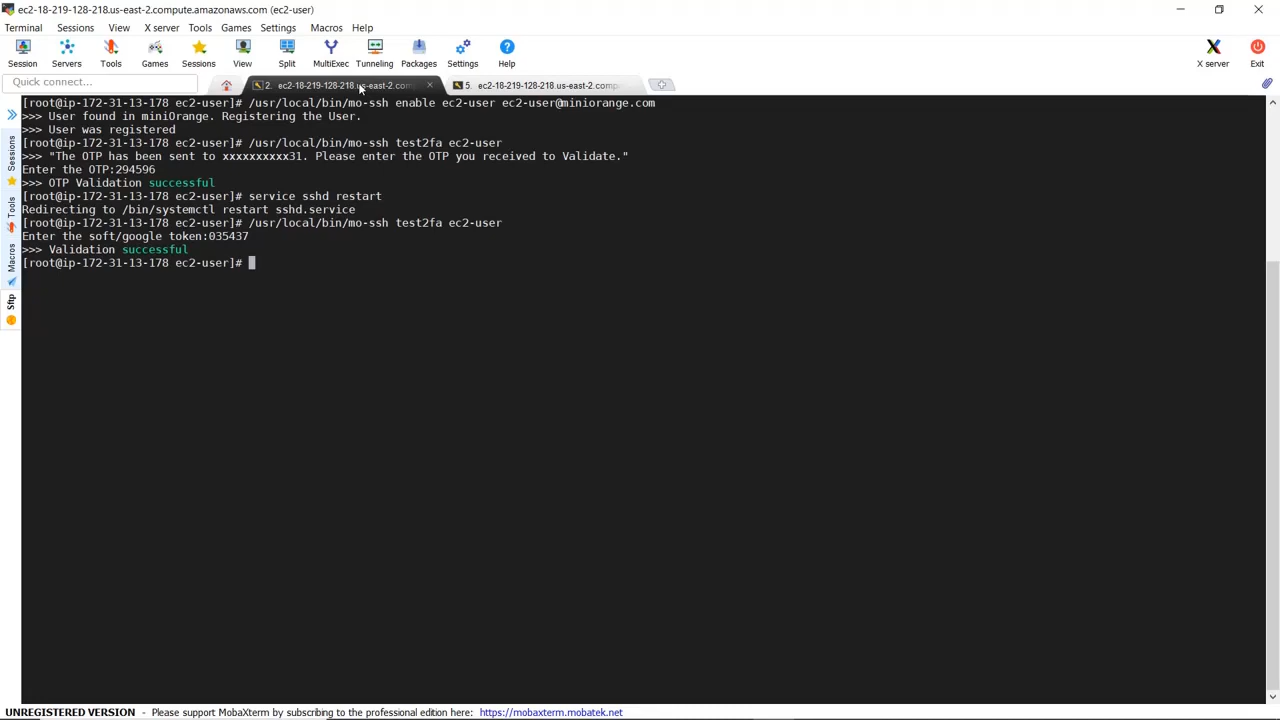 ec2-18-219-128-218.us-east-2.compute.amazonaws.com (ec2-user)
Terminal Sessions View X server Tools Games Settings Macros Help
Session Servers Tools Games Sessions View Split MultiExec Tunneling Packages Settings Help X server Exit
Quick connect... 2. ec2-18-219-128-218.us-east-2.com 5. ec2-18-219-128-218.us-east-2.comp
[root@ip-172-31-13-178 ec2-user]# /usr/local/bin/mo-ssh enable ec2-user ec2-user@miniorange.com
>>> User found in miniOrange. Registering the User.
>>> User was registered
[root@ip-172-31-13-178 ec2-user]# /usr/local/bin/mo-ssh test2fa ec2-user
>>> "The OTP has been sent to xxxxxxxxxx31. Please enter the OTP you received to Validate."
Enter the OTP:294596
>>> OTP Validation successful
[root@ip-172-31-13-178 ec2-user]# service sshd restart
Redirecting to /bin/systemctl restart sshd.service
[root@ip-172-31-13-178 ec2-user]# /usr/local/bin/mo-ssh test2fa ec2-user
Enter the soft/google token:035437
>>> Validation successful
[root@ip-172-31-13-178 ec2-user]#
Sessions
Tools
Macros
Sftp
UNREGISTERED VERSION - Please support MobaXterm by subscribing to the professional edition here: https://mobaxterm.mobatek.net